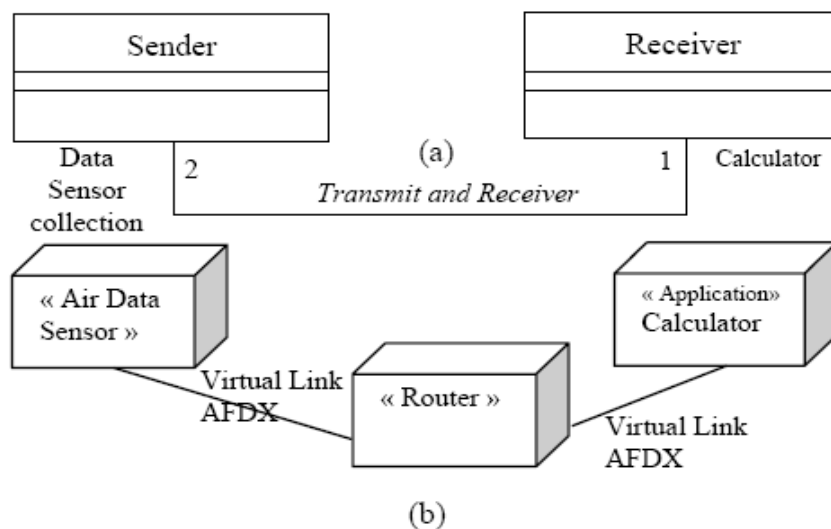 Sender
Receiver
(a)
Data
Sensor
collection
2
1
Calculator
Transmit and Receiver
« Air Data
Sensor »
« Application»
Calculator
Virtual Link
AFDX
« Router »
Virtual Link
AFDX
(b)